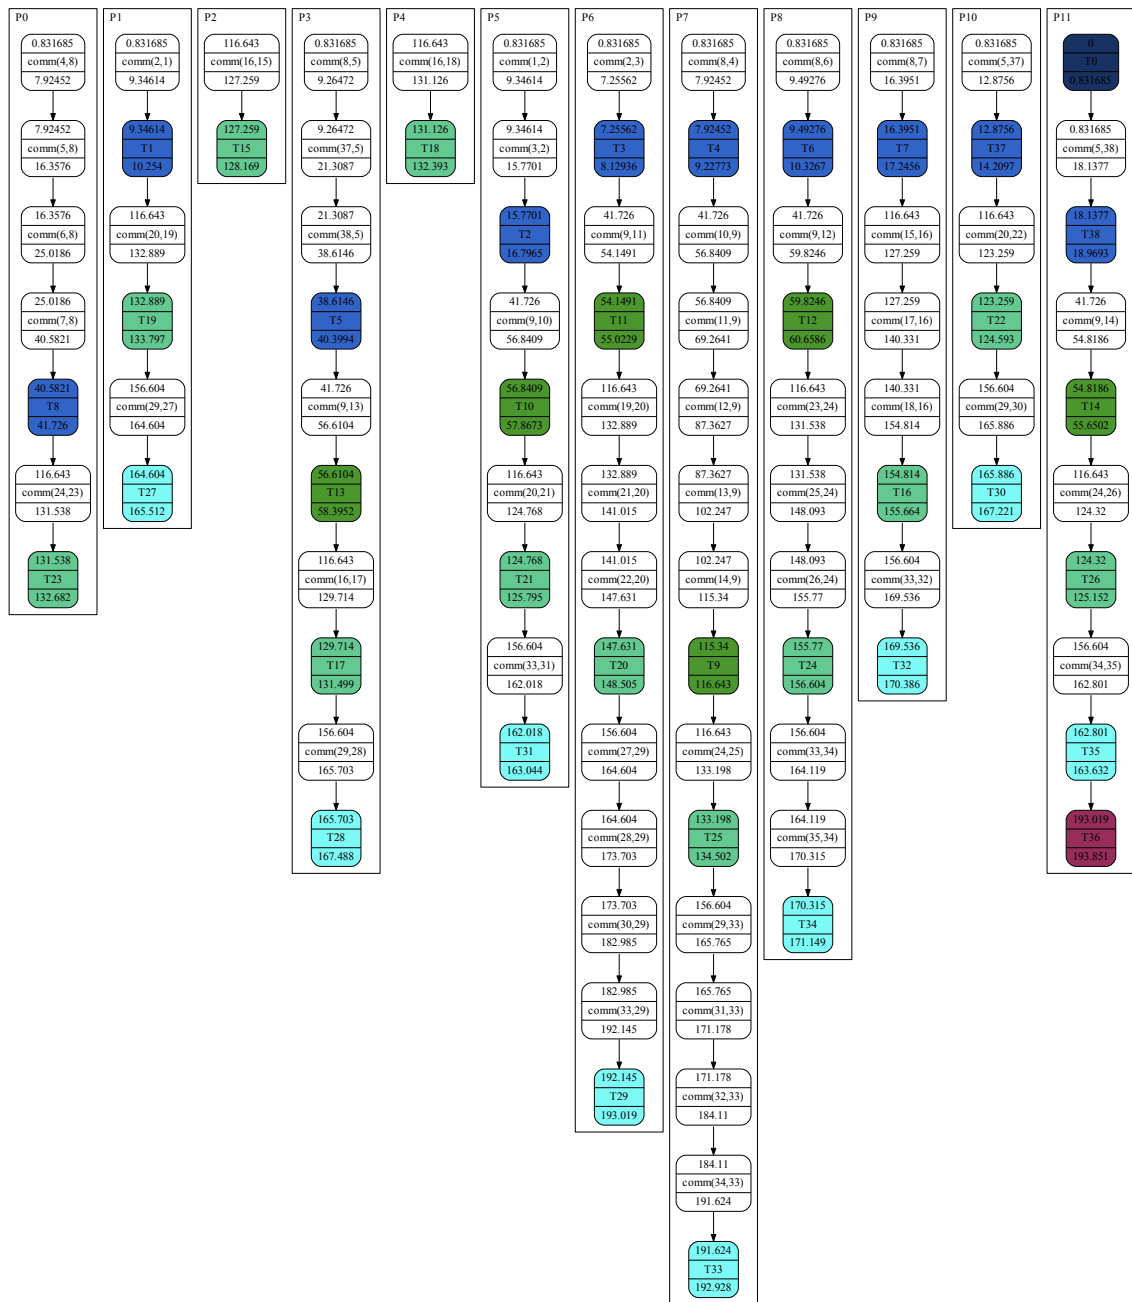 P0
0.831685
comm(4,8)
7.92452
7.92452
comm(5,8)
16.3576
16.3576
comm(6,8)
25.0186
25.0186
comm(7,8)
40.5821
40.5821
T8
41.726
116.643
comm(24,23)
131.538
131.538
T23
132.682
P1
0.831685
comm(2,1)
9.34614
9.34614
T1
10.254
116.643
comm(20,19)
132.889
132.889
T19
133.797
156.604
comm(29,27)
164.604
164.604
T27
165.512
P2
116.643
comm(16,15)
127.259
127.259
T15
128.169
P3
0.831685
comm(8,5)
9.26472
9.26472
comm(37,5)
21.3087
21.3087
comm(38,5)
38.6146
38.6146
T5
40.3994
41.726
comm(9,13)
56.6104
56.6104
T13
58.3952
116.643
comm(16,17)
129.714
129.714
T17
131.499
156.604
comm(29,28)
165.703
165.703
T28
167.488
P4
116.643
comm(16,18)
131.126
131.126
T18
132.393
P5
0.831685
comm(1,2)
9.34614
9.34614
comm(3,2)
15.7701
15.7701
T2
16.7965
41.726
comm(9,10)
56.8409
56.8409
T10
57.8673
116.643
comm(20,21)
124.768
124.768
T21
125.795
156.604
comm(33,31)
162.018
162.018
T31
163.044
P6
0.831685
comm(2,3)
7.25562
7.25562
T3
8.12936
41.726
comm(9,11)
54.1491
54.1491
T11
55.0229
116.643
comm(19,20)
132.889
132.889
comm(21,20)
141.015
141.015
comm(22,20)
147.631
147.631
T20
148.505
156.604
comm(27,29)
164.604
164.604
comm(28,29)
173.703
173.703
comm(30,29)
182.985
182.985
comm(33,29)
192.145
192.145
T29
193.019
P7
0.831685
comm(8,4)
7.92452
7.92452
T4
9.22773
41.726
comm(10,9)
56.8409
56.8409
comm(11,9)
69.2641
69.2641
comm(12,9)
87.3627
87.3627
comm(13,9)
102.247
102.247
comm(14,9)
115.34
115.34
T9
116.643
116.643
comm(24,25)
133.198
133.198
T25
134.502
156.604
comm(29,33)
165.765
165.765
comm(31,33)
171.178
171.178
comm(32,33)
184.11
184.11
comm(34,33)
191.624
191.624
T33
192.928
P8
0.831685
comm(8,6)
9.49276
9.49276
T6
10.3267
41.726
comm(9,12)
59.8246
59.8246
T12
60.6586
116.643
comm(23,24)
131.538
131.538
comm(25,24)
148.093
148.093
comm(26,24)
155.77
155.77
T24
156.604
156.604
comm(33,34)
164.119
164.119
comm(35,34)
170.315
170.315
T34
171.149
P9
0.831685
comm(8,7)
16.3951
16.3951
T7
17.2456
116.643
comm(15,16)
127.259
127.259
comm(17,16)
140.331
140.331
comm(18,16)
154.814
154.814
T16
155.664
156.604
comm(33,32)
169.536
169.536
T32
170.386
P10
0.831685
comm(5,37)
12.8756
12.8756
T37
14.2097
116.643
comm(20,22)
123.259
123.259
T22
124.593
156.604
comm(29,30)
165.886
165.886
T30
167.221
P11
0
T0
0.831685
0.831685
comm(5,38)
18.1377
18.1377
T38
18.9693
41.726
comm(9,14)
54.8186
54.8186
T14
55.6502
116.643
comm(24,26)
124.32
124.32
T26
125.152
156.604
comm(34,35)
162.801
162.801
T35
163.632
193.019
T36
193.851